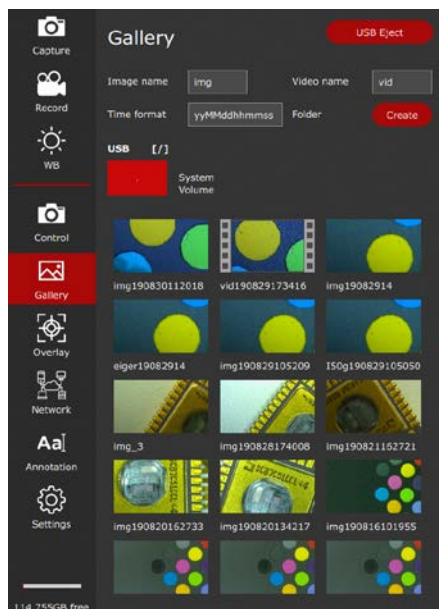 Capture
Record
WB
Control
Gallery
Overlay
Network
Aa
Annotation
Settings
114.755GB free
Gallery
USB Eject
Image name
img
Video name
vid
Time format
yyMMddhhmmss
Folder
Create
USB [/]
System
Volume
img190830112018
vid190829173416
img19082914
eiger19082914
img190829105209
IS0g190829105050
img_3
img190828174008
img190821152721
img190820162733
img190820134217
img190816101955